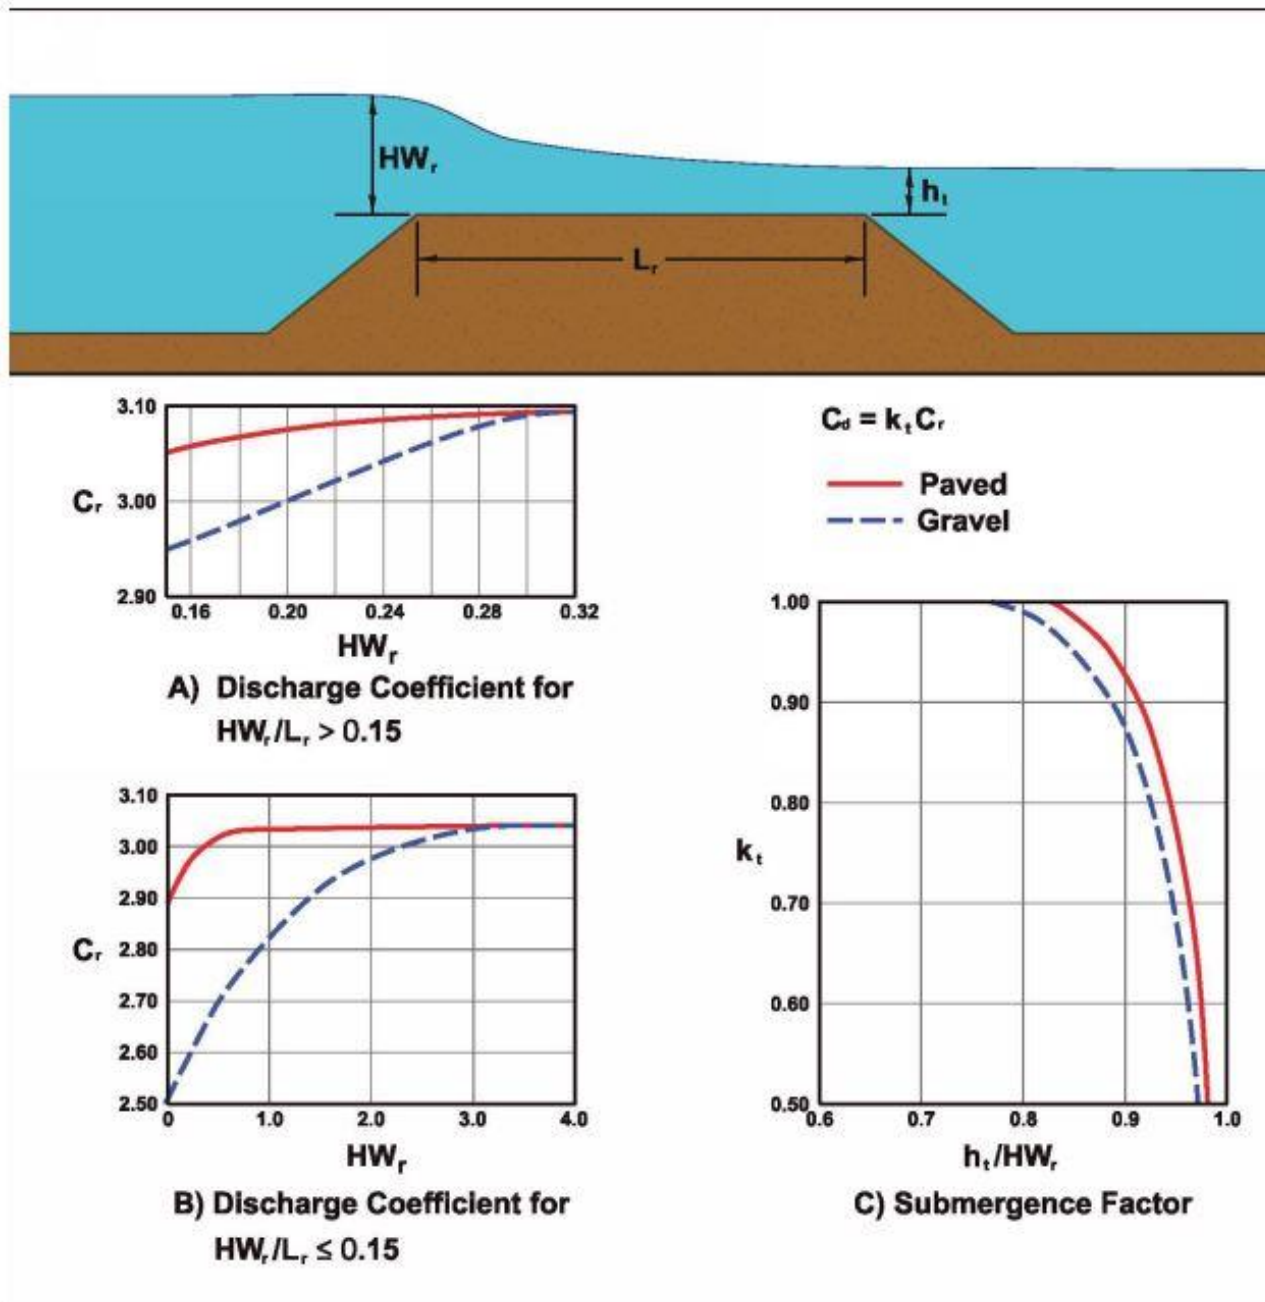 HWr
ht
Lr
3.10
3.00
2.90
Cr
0.16 0.20 0.24 0.28 0.32
HWr
A) Discharge Coefficient for
HWr/Lr > 0.15
Cd = ktCr
Paved
Gravel
3.10
3.00
2.90
2.80
2.70
2.60
2.50
Cr
0 1.0 2.0 3.0 4.0
HWr
B) Discharge Coefficient for
HWr/Lr ≤ 0.15
1.00
0.90
0.80
0.70
0.60
0.50
kt
0.6 0.7 0.8 0.9 1.0
ht/HWr
C) Submergence Factor